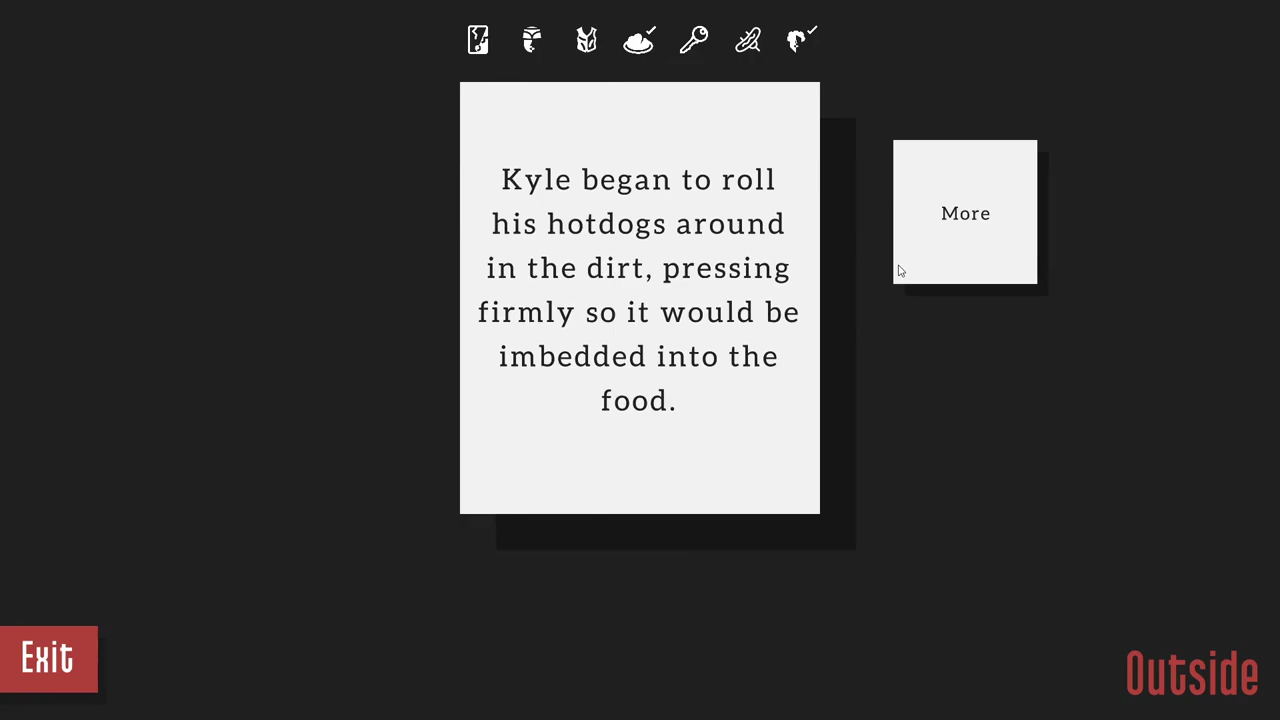 Kyle began to roll
his hotdogs around
in the dirt, pressing
firmly so it would be
imbedded into the
food.
More
Exit
Outside